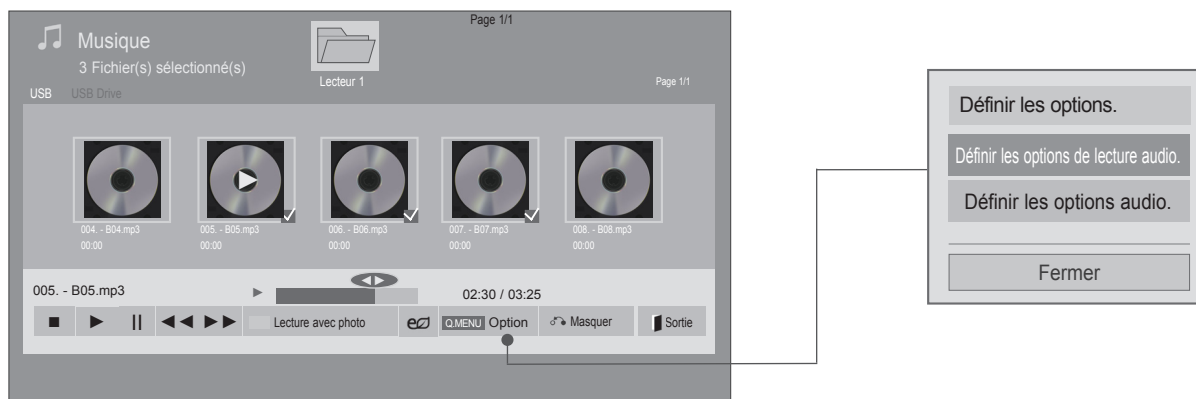 Page 1/1
Musique
3 Fichier(s) sélectionné(s)
Lecteur 1
Page 1/1
USB USB Drive
004. - B04.mp3
00:00
005. - B05.mp3
00:00
006. - B06.mp3
00:00
007. - B07.mp3
00:00
008. - B08.mp3
00:00
005. - B05.mp3
02:30 / 03:25
Lecture avec photo
Q.MENU Option
Masquer
Sortie
Définir les options.
Définir les options de lecture audio.
Définir les options audio.
Fermer